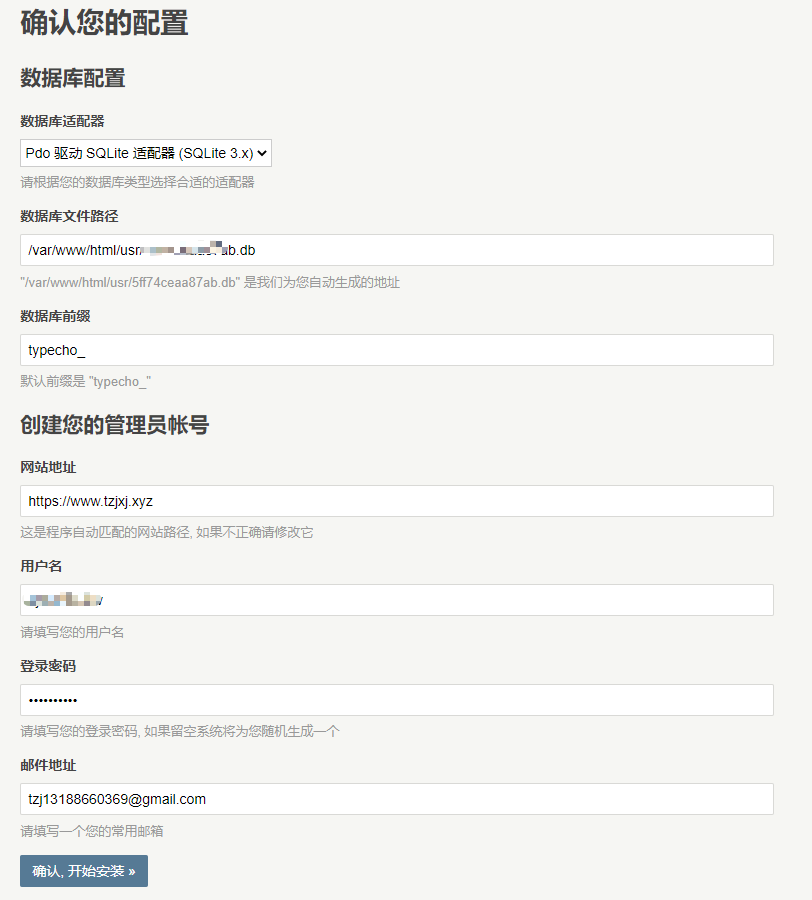 确认您的配置
数据库配置
数据库适配器
Pdo 驱动 SQLite 适配器 (SQLite 3.x)
请根据您的数据库类型选择合适的适配器
数据库文件路径
/var/www/html/usr ab.db
"/var/www/html/usr/5ff74ceaa87ab.db" 是我们为您自动生成的地址
数据库前缀
typecho_
默认前缀是 "typecho_"
创建您的管理员帐号
网站地址
https://www.tzjxj.xyz
这是程序自动匹配的网站路径, 如果不正确请修改它
用户名
请填写您的用户名
登录密码
••••••••••
请填写您的登录密码, 如果留空系统将为您随机生成一个
邮件地址
tzj13188660369@gmail.com
请填写一个您的常用邮箱
确认, 开始安装 »